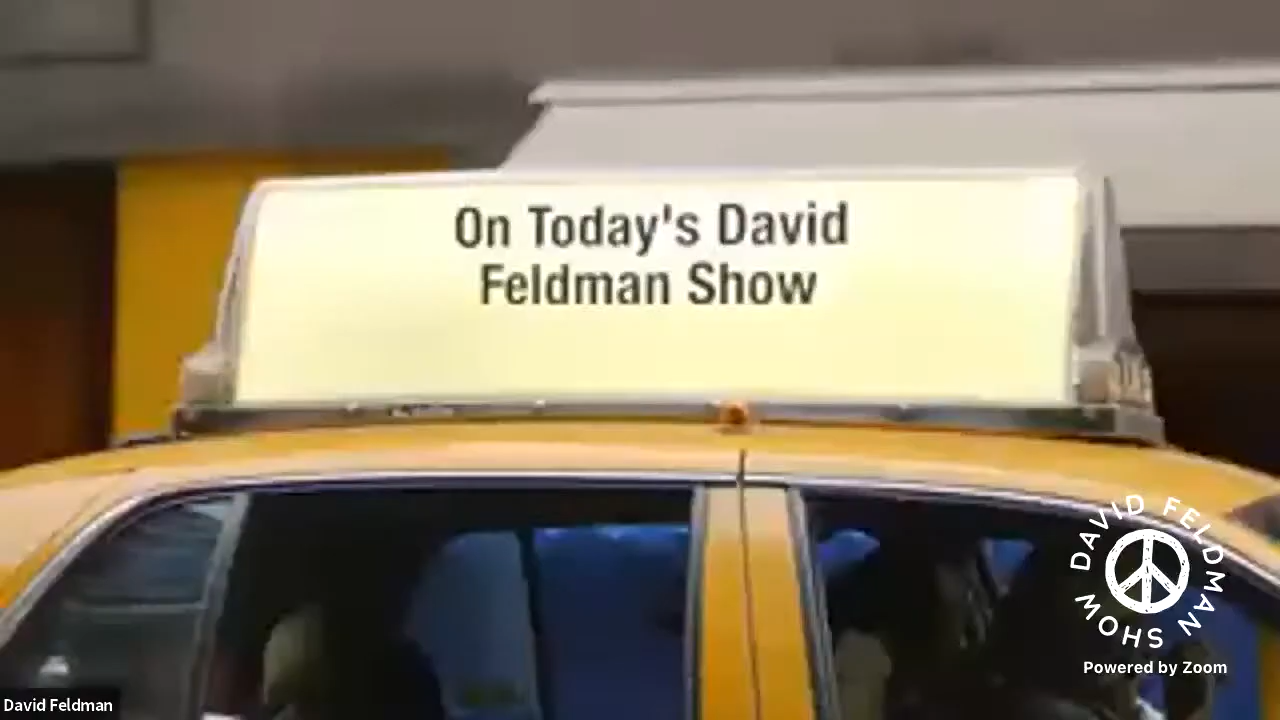 On Today's David
Feldman Show
DAVID FELDMAN SHOW
Powered by Zoom
David Feldman